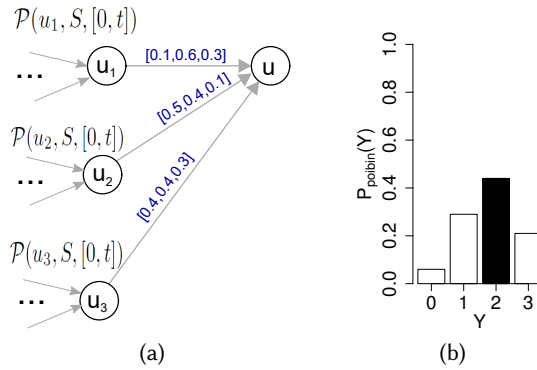 𝒫(u₁, S, [0, t])
... u₁ [0.1,0.6,0.3] u
[0.5,0.4,0.1]
𝒫(u₂, S, [0, t])
... u₂
[0.4,0.4,0.3]
𝒫(u₃, S, [0, t])
... u₃
(a)
P_poibin(Y)
1.0
0.8
0.6
0.4
0.2
0.0
0 1 2 3
Y
(b)